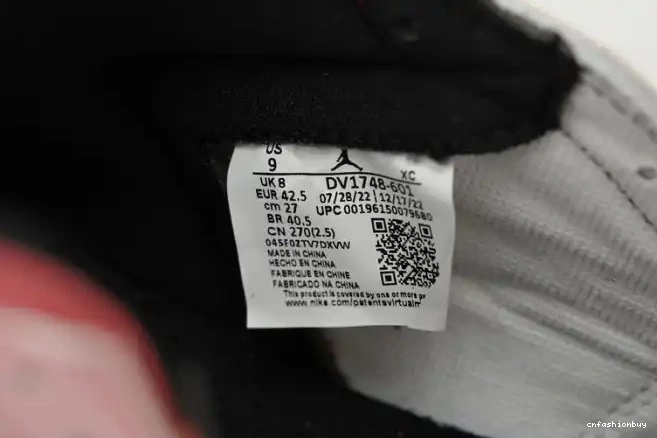 US
9
XC
UK 8
DV1748-601
EUR 42.5
07/28/22 12/17/22
cm 27
UPC 00196150079680
BR 40.5
CN 270(2.5)
045F0ZTV7DXVW
MADE IN CHINA
HECHO EN CHINA
FABRIQUE EN CHINE
FABRICADO NA CHINA
This product is covered by one or more p
www.nike.com/patentsvirtualm
cnfashionbuy